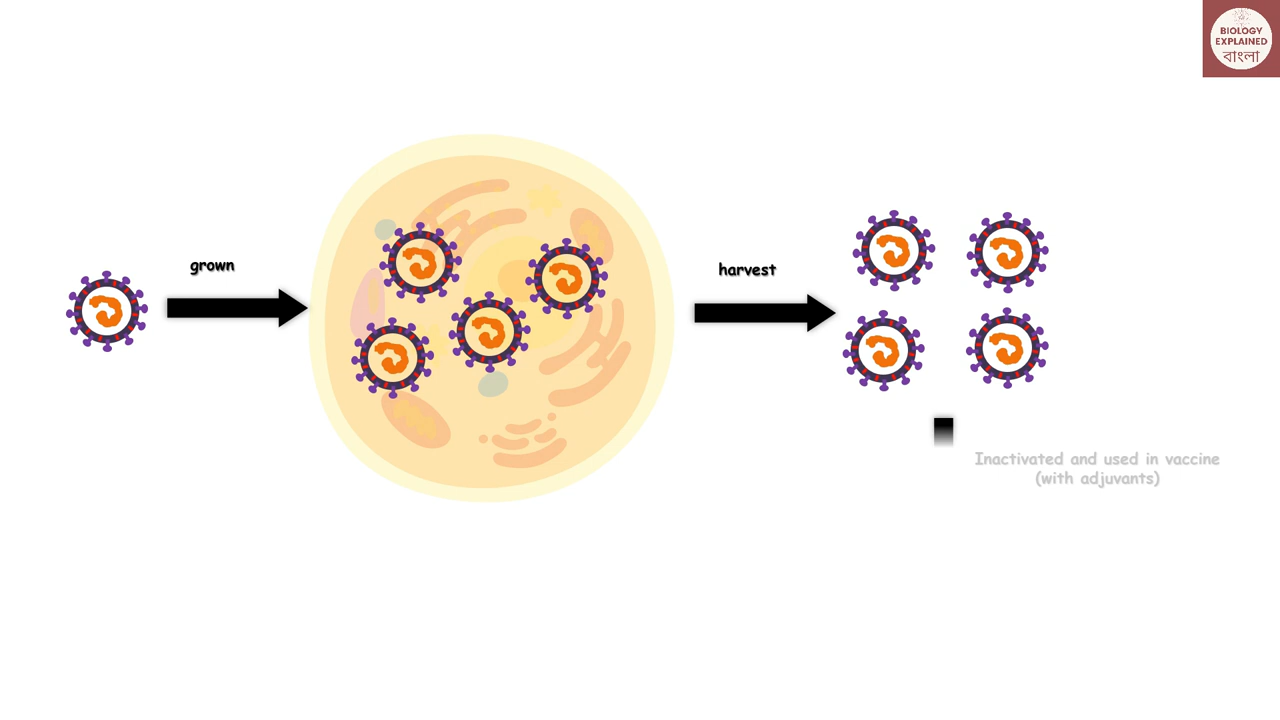 BIOLOGY
EXPLAINED
বাংলা
grown
harvest
Inactivated and used in vaccine
(with adjuvants)